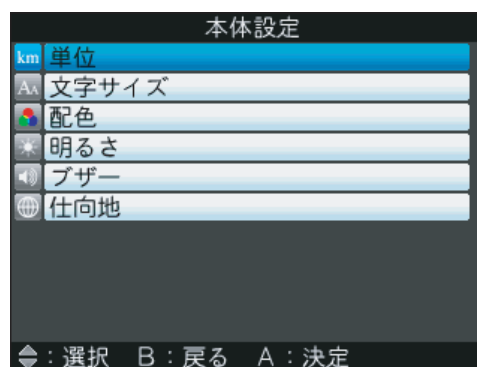 本体設定
km 単位
AA 文字サイズ
配色
明るさ
ブザー
仕向地
：選択 B：戻る A：決定